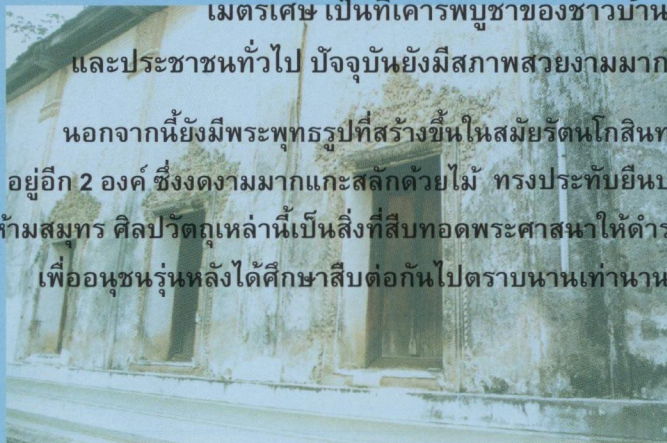 เมตรเศษ เป็นที่เคารพบูชาของชาวบ้าน
และประชาชนทั่วไป ปัจจุบันยังมีสภาพสวยงามมาก
นอกจากนี้ยังมีพระพุทธรูปที่สร้างขึ้นในสมัยรัตนโกสินท
อยู่อีก 2 องค์ ซึ่งงดงามมากแกะสลักด้วยไม้ ทรงประทับยืนบ
ห้ามสมุทร ศิลปวัตถุเหล่านี้เป็นสิ่งที่สืบทอดพระศาสนาให้ดำร
เพื่ออนุชนรุ่นหลังได้ศึกษาสืบต่อกันไปตราบนานเท่านาน